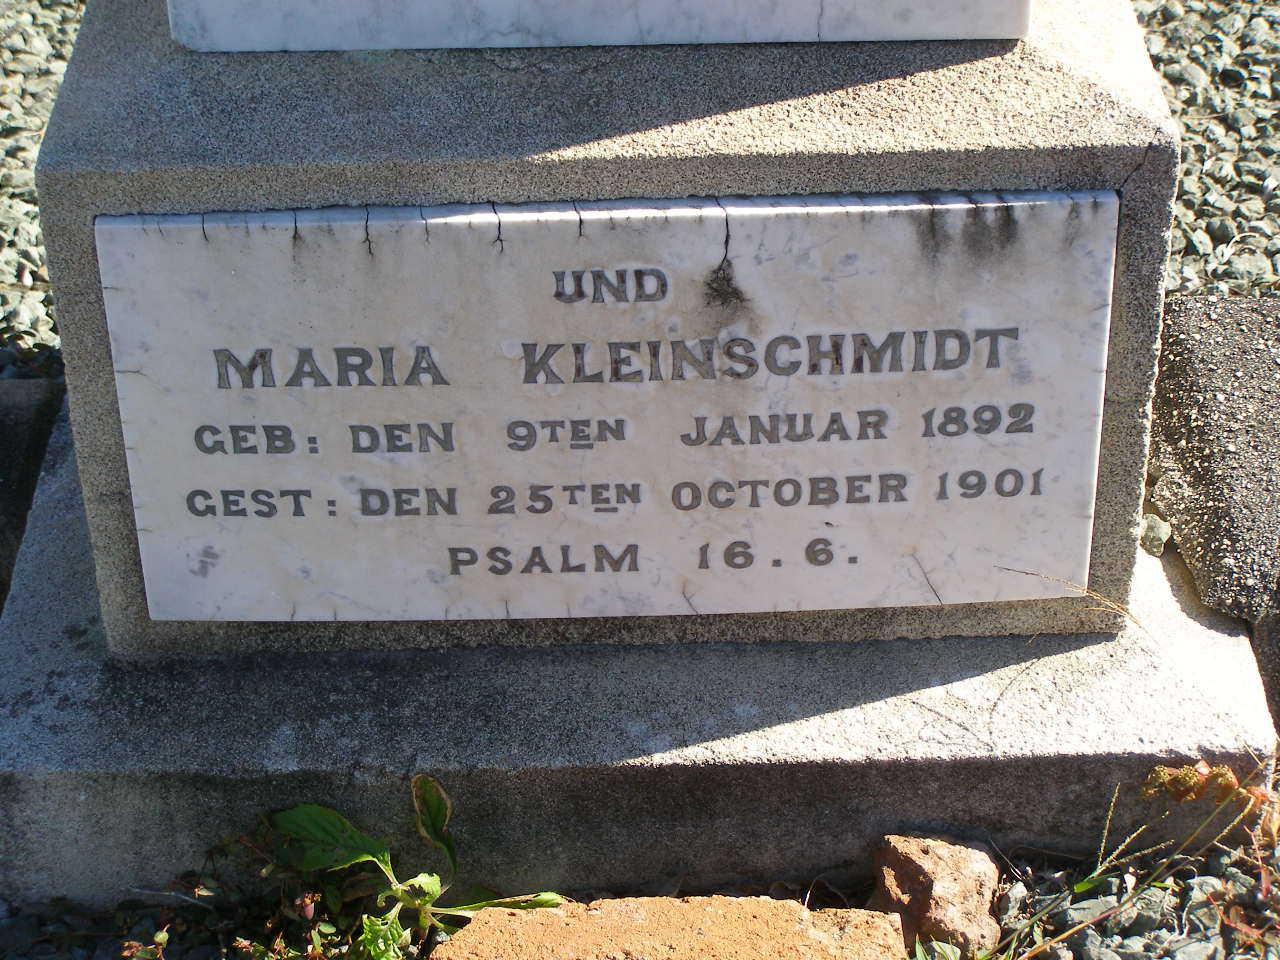 UND
MARIA KLEINSCHMIDT
GEB: DEN 9TEN JANUAR 1892
GEST: DEN 25TEN OCTOBER 1901
PSALM 16.6.